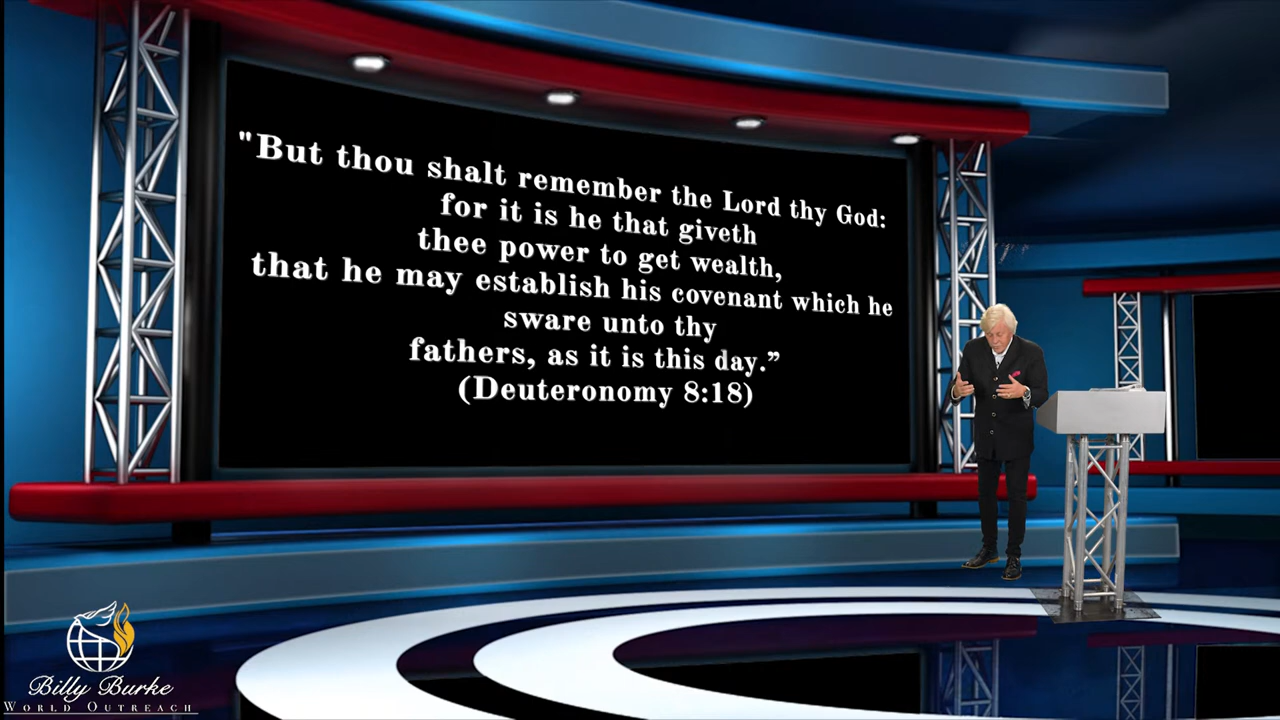 "But thou shalt remember the Lord thy God:
for it is he that giveth
thee power to get wealth,
that he may establish his covenant which he
sware unto thy
fathers, as it is this day.”
(Deuteronomy 8:18)
Billy Burke
WORLD OUTREACH